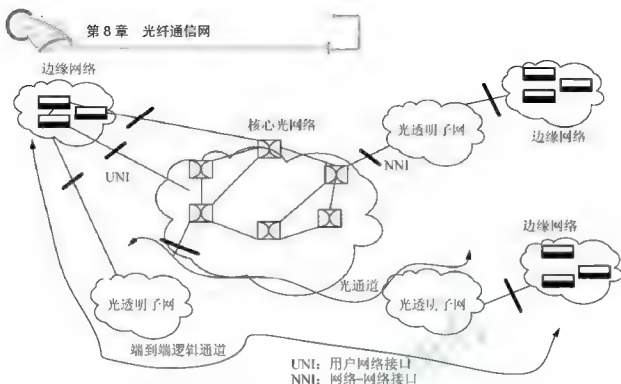 第8章 光纤通信网
边缘网络
核心光网络
光透明子网
边缘网络
UNI
NNI
边缘网络
光通道
光透明子网
光透明子网
端到端逻辑通道
UNI：用户网络接口
NNI：网络-网络接口